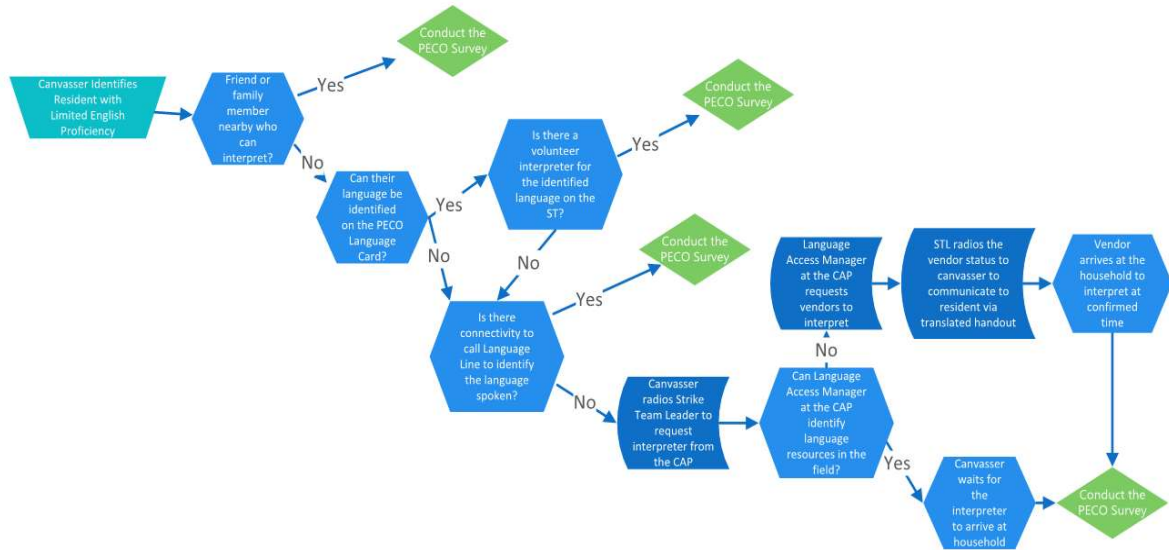 Canvasser Identifies
Resident with
Limited English
Proficiency
Friend or
family
member
nearby who
can
interpret?
Yes
Conduct the
PECO Survey
No
Can their
language be
identified
on the PECO
Language
Card?
Yes
Is there a
volunteer
interpreter for
the identified
language on the
ST?
Yes
Conduct the
PECO Survey
No
No
Is there
connectivity to
call Language
Line to identify
the language
spoken?
Yes
Conduct the
PECO Survey
No
Canvasser
radios Strike
Team Leader to
request
interpreter from
the CAP
Can Language
Access Manager
at the CAP
identify
language
resources in the
field?
No
Language
Access Manager
at the CAP
requests
vendors to
interpret
STL radios the
vendor status to
canvasser to
communicate to
resident via
translated handout
Vendor
arrives at the
household to
interpret at
confirmed
time
Yes
Canvasser
waits for
the
interpreter
to arrive at
household
Conduct the
PECO Survey